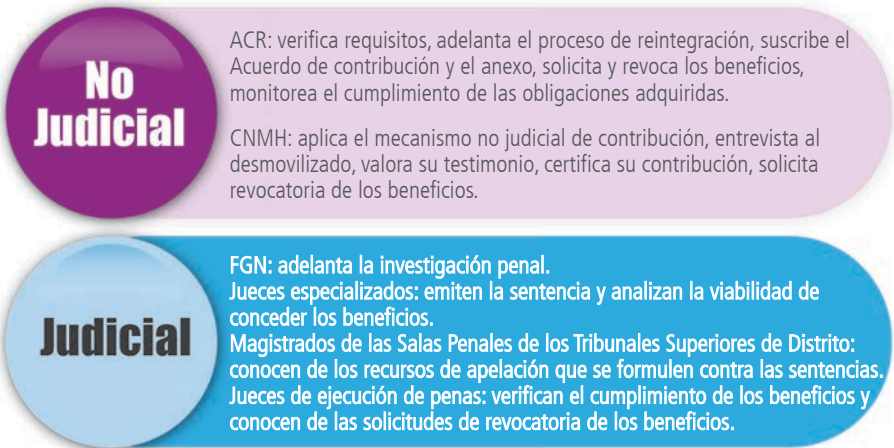 No
Judicial
ACR: verifica requisitos, adelanta el proceso de reintegración, suscribe el
Acuerdo de contribución y el anexo, solicita y revoca los beneficios,
monitorea el cumplimiento de las obligaciones adquiridas.
CNMH: aplica el mecanismo no judicial de contribución, entrevista al
desmovilizado, valora su testimonio, certifica su contribución, solicita
revocatoria de los beneficios.
Judicial
FGN: adelanta la investigación penal.
Jueces especializados: emiten la sentencia y analizan la viabilidad de
conceder los beneficios.
Magistrados de las Salas Penales de los Tribunales Superiores de Distrito:
conocen de los recursos de apelación que se formulen contra las sentencias.
Jueces de ejecución de penas: verifican el cumplimiento de los beneficios y
conocen de las solicitudes de revocatoria de los beneficios.